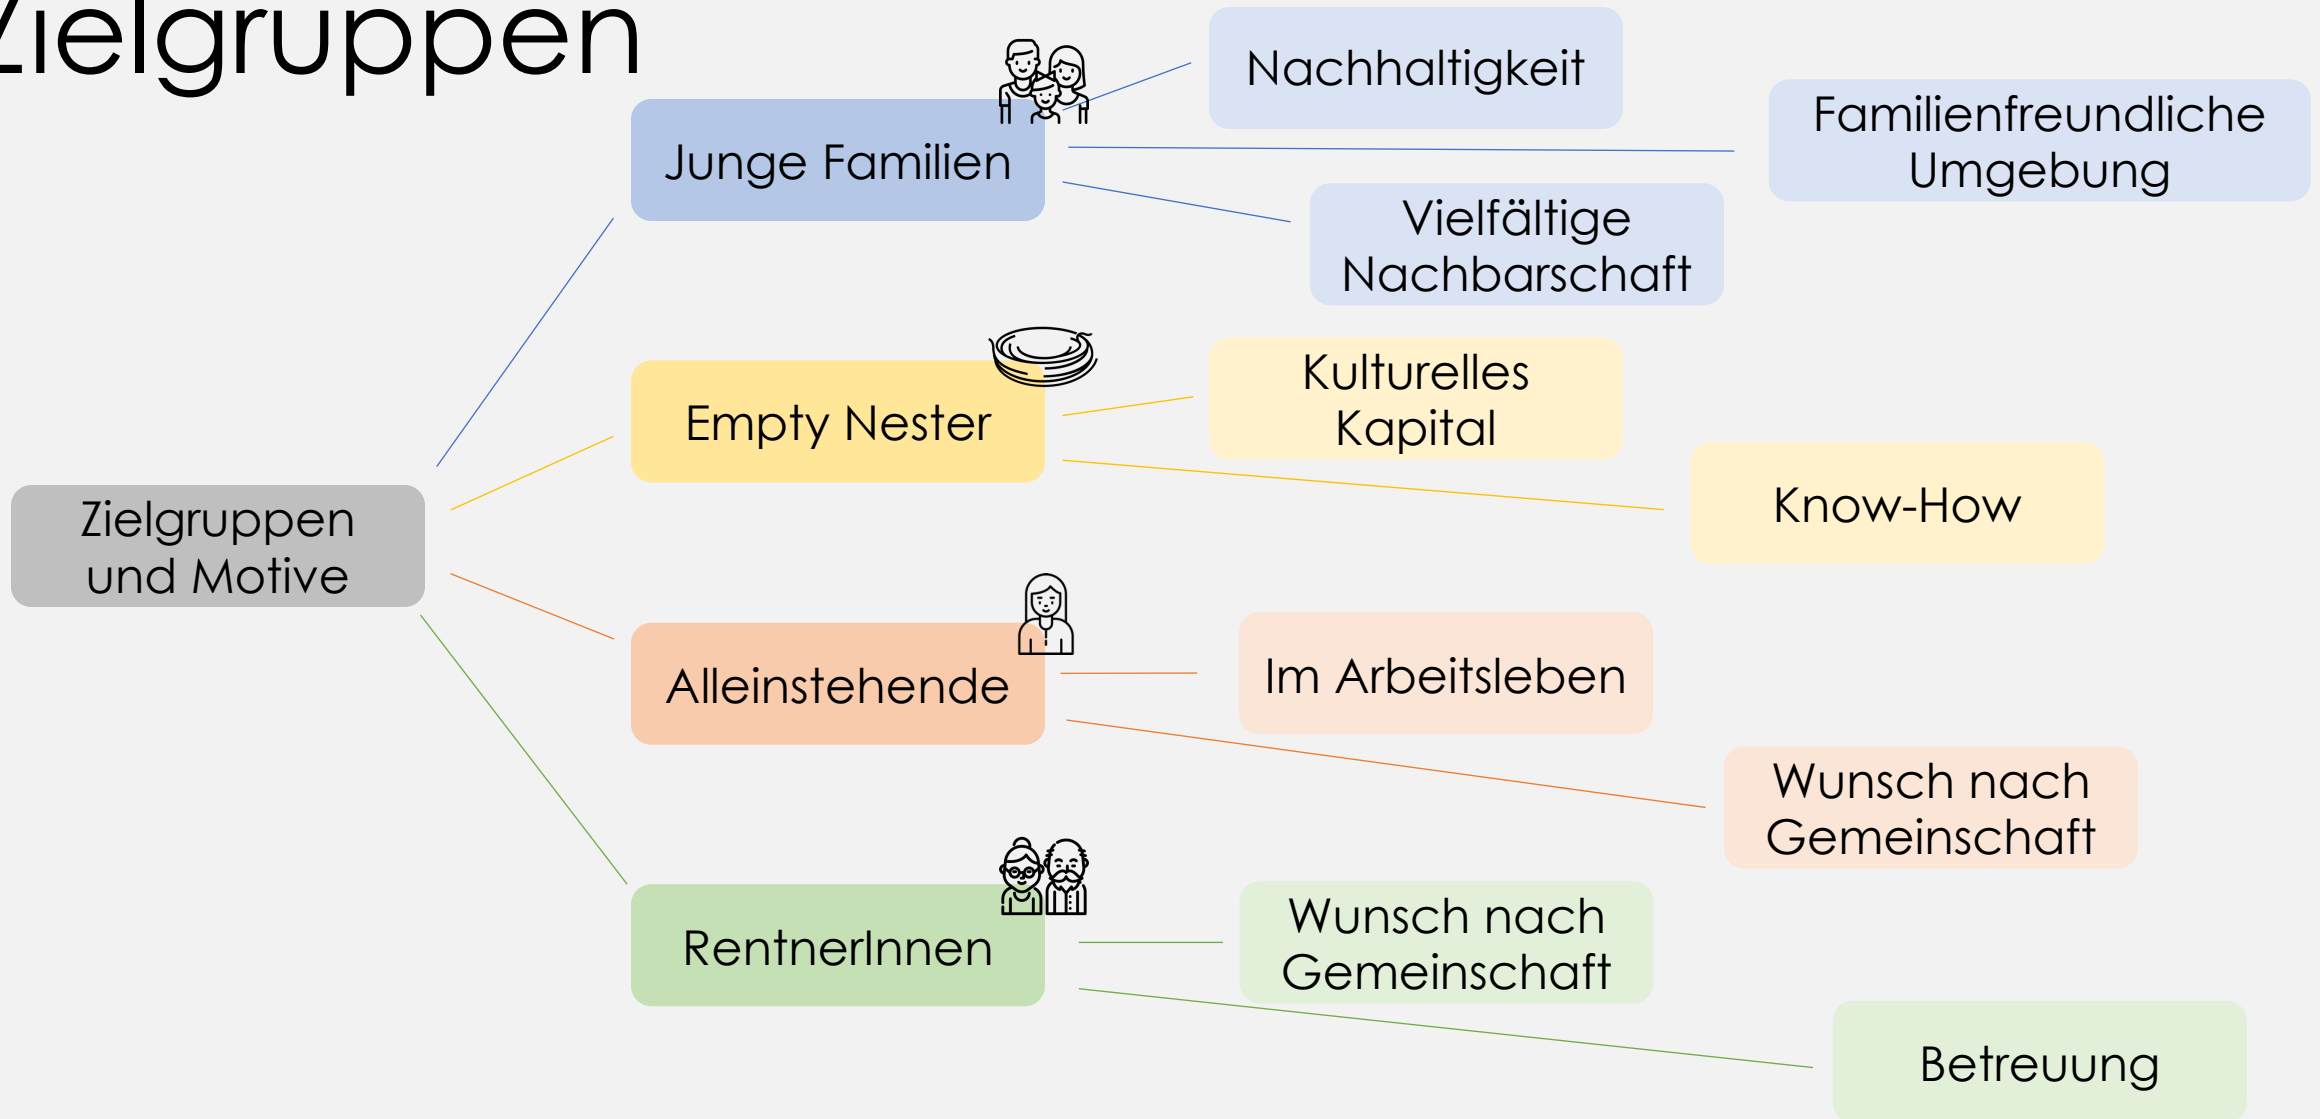 Zielgruppen
Nachhaltigkeit
Familienfreundliche
Umgebung
Junge Familien
Vielfältige
Nachbarschaft
Empty Nester
Kulturelles
Kapital
Know-How
Zielgruppen
und Motive
Alleinstehende
Im Arbeitsleben
Wunsch nach
Gemeinschaft
RentnerInnen
Wunsch nach
Gemeinschaft
Betreuung